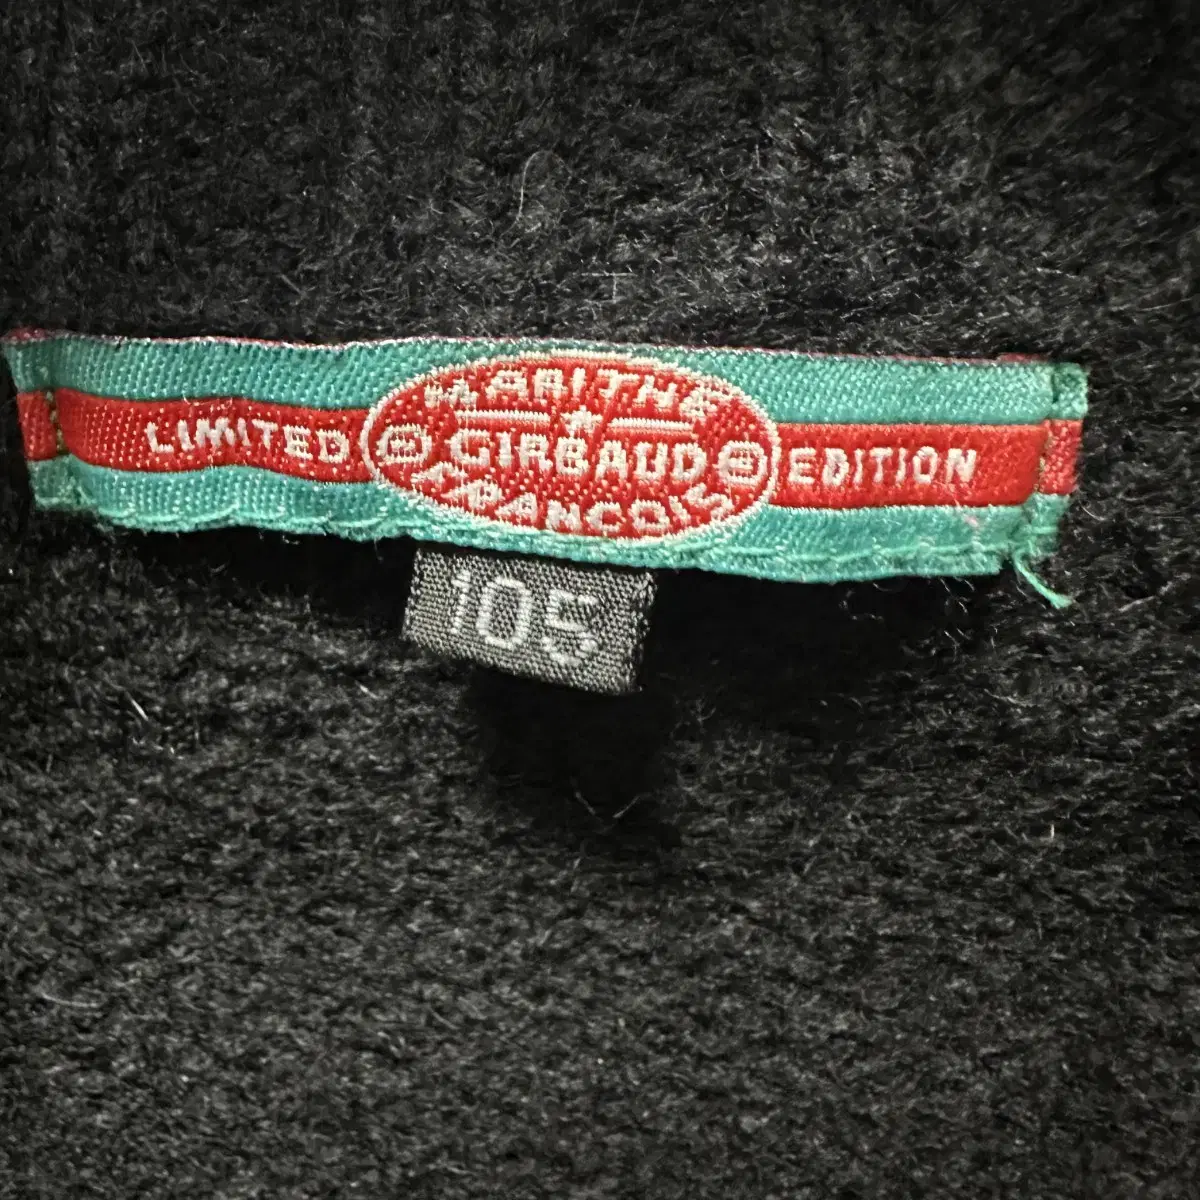 MARITHE
LIMITED GIRBAUD EDITION
FRANCOIS
105